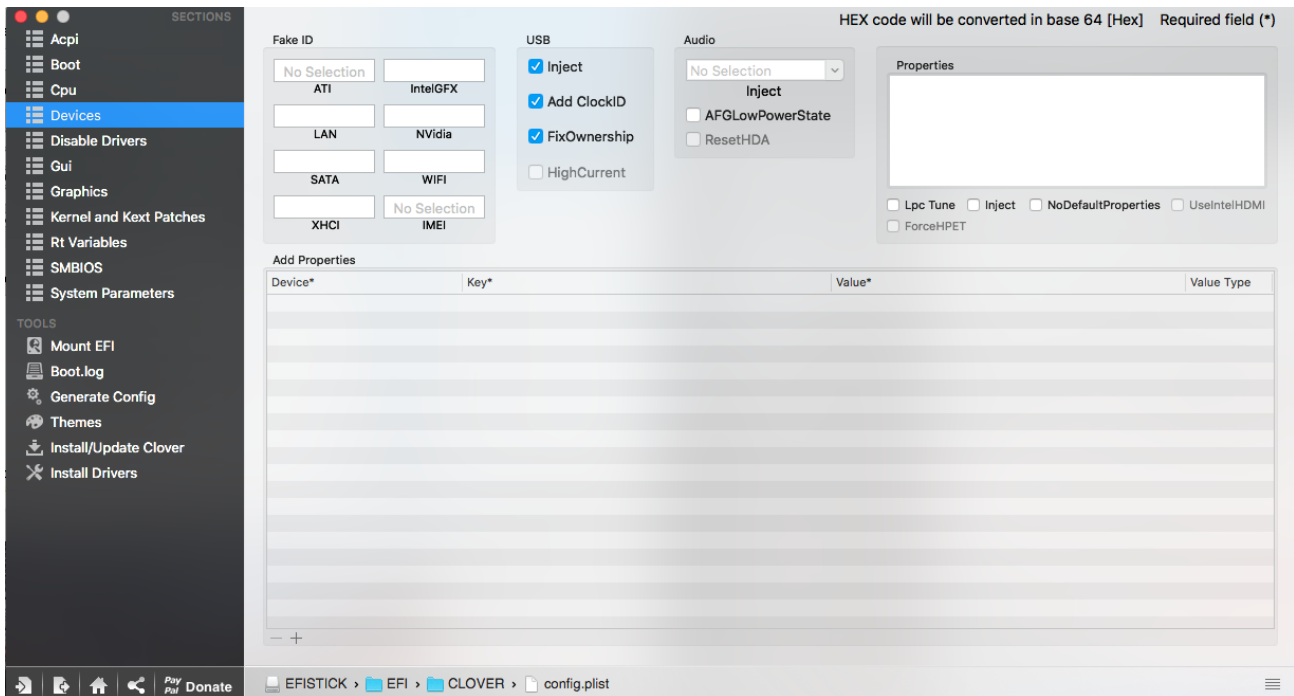 SECTIONS
Acpi
Boot
Cpu
Devices
Disable Drivers
Gui
Graphics
Kernel and Kext Patches
Rt Variables
SMBIOS
System Parameters
TOOLS
Mount EFI
Boot.log
Generate Config
Themes
Install/Update Clover
Install Drivers
Pay
Pal Donate
HEX code will be converted in base 64 [Hex] Required field (*)
Fake ID
No Selection
ATI IntelGFX
LAN NVidia
SATA WIFI
No Selection
XHCI IMEI
USB
Inject
Add ClockID
FixOwnership
HighCurrent
Audio
No Selection
Inject
AFGLowPowerState
ResetHDA
Properties
Lpc Tune Inject NoDefaultProperties UseIntelHDMI
ForceHPET
Add Properties
Device* Key* Value* Value Type
EFISTICK › EFI › CLOVER › config.plist